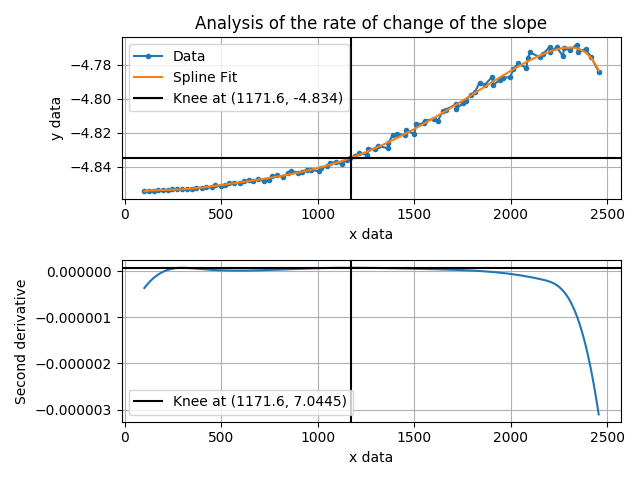 Analysis of the rate of change of the slope
Data
Spline Fit
Knee at (1171.6, -4.834)
−4.78
−4.80
−4.82
−4.84
y data
0 500 1000 1500 2000 2500
x data
0.000000
−0.000001
−0.000002
−0.000003
Second derivative
Knee at (1171.6, 7.0445)
0 500 1000 1500 2000 2500
x data